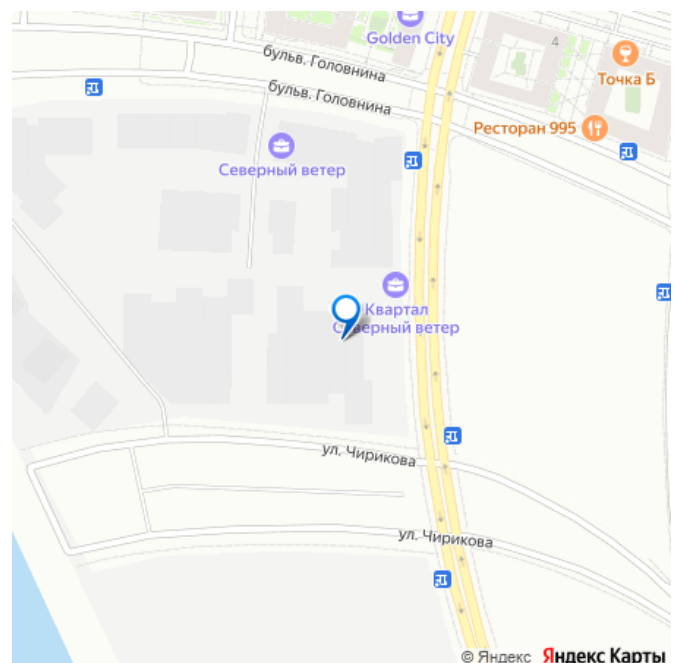 Golden City
бульв. Головнина
4
Точка Б
бульв. Головнина
Ресторан 995
Северный ветер
Квартал
Северный ветер
ул. Чирикова
ул. Чирикова
© Яндекс Яндекс Карты